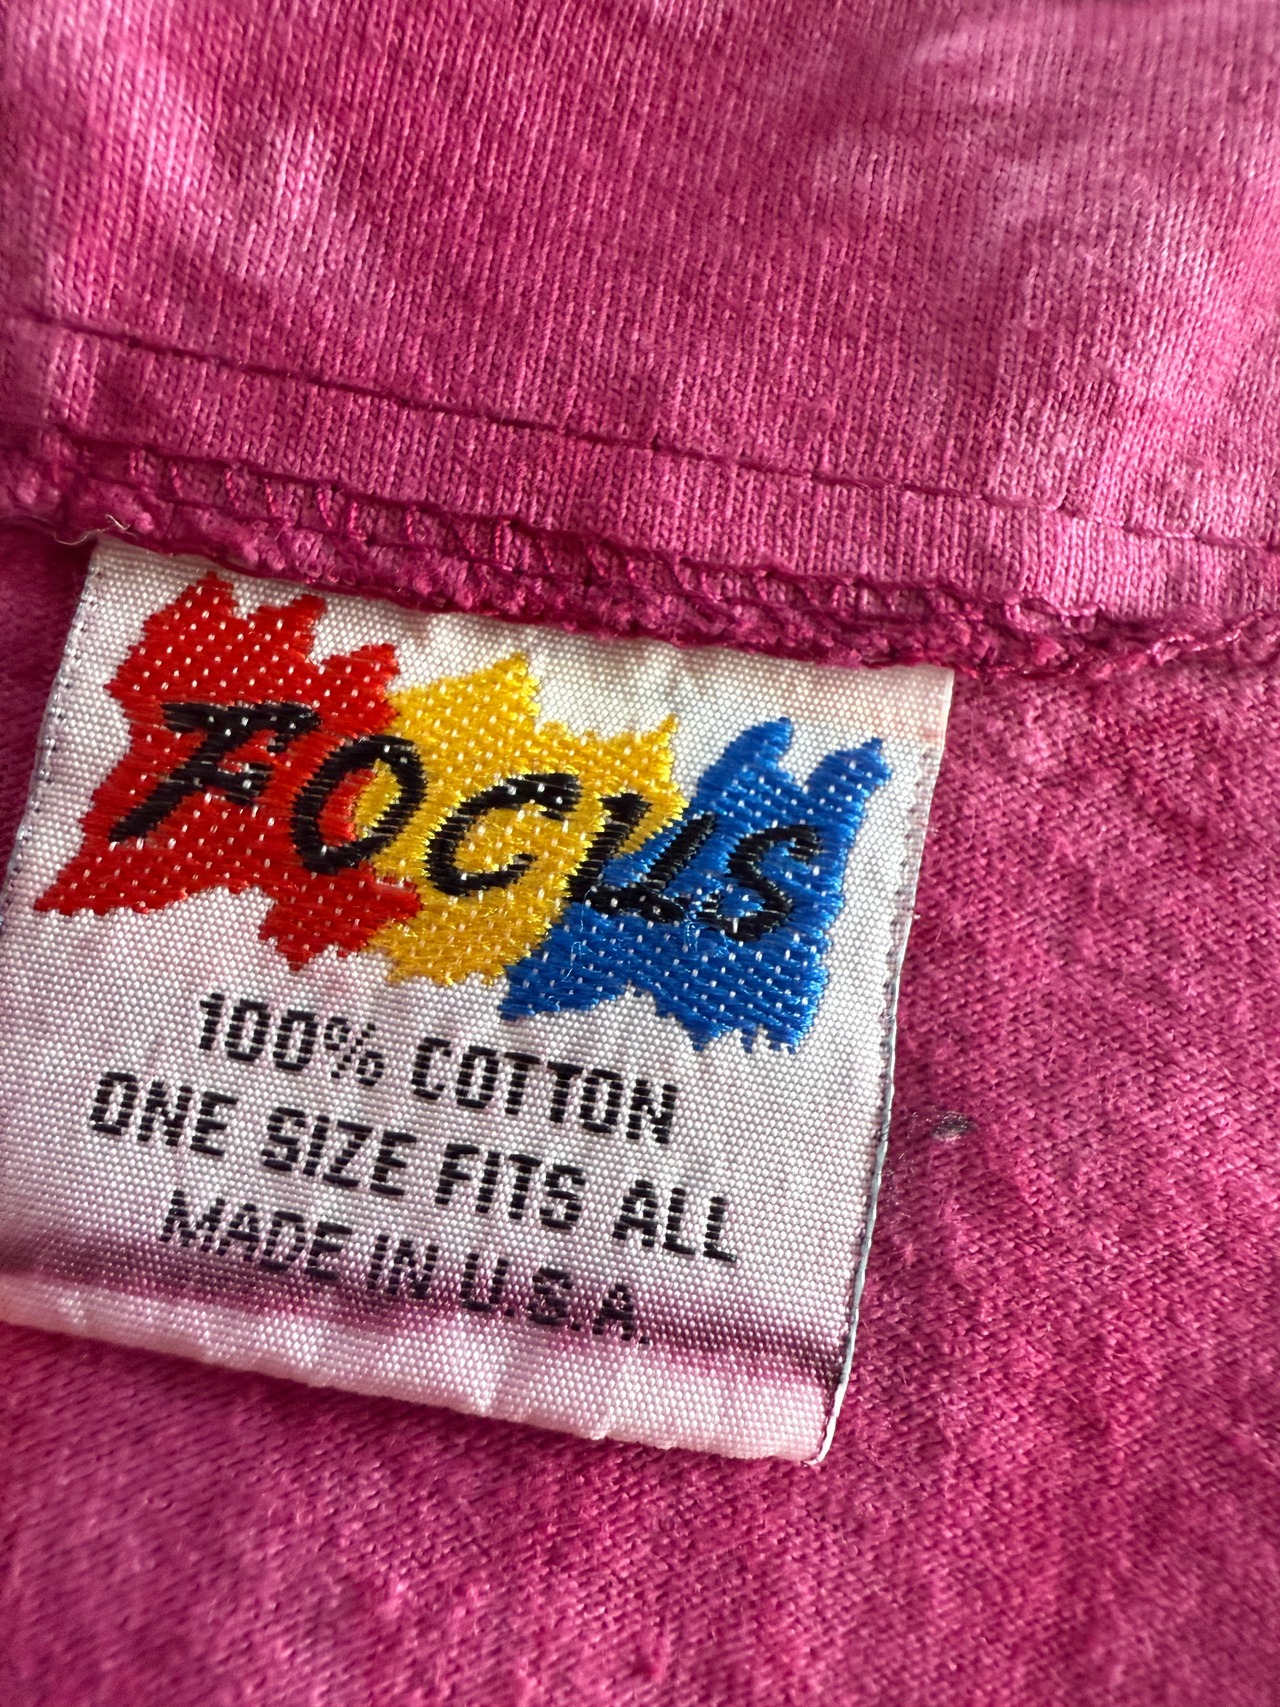 FOCUS
100% COTTON
ONE SIZE FITS ALL
MADE IN U.S.A.